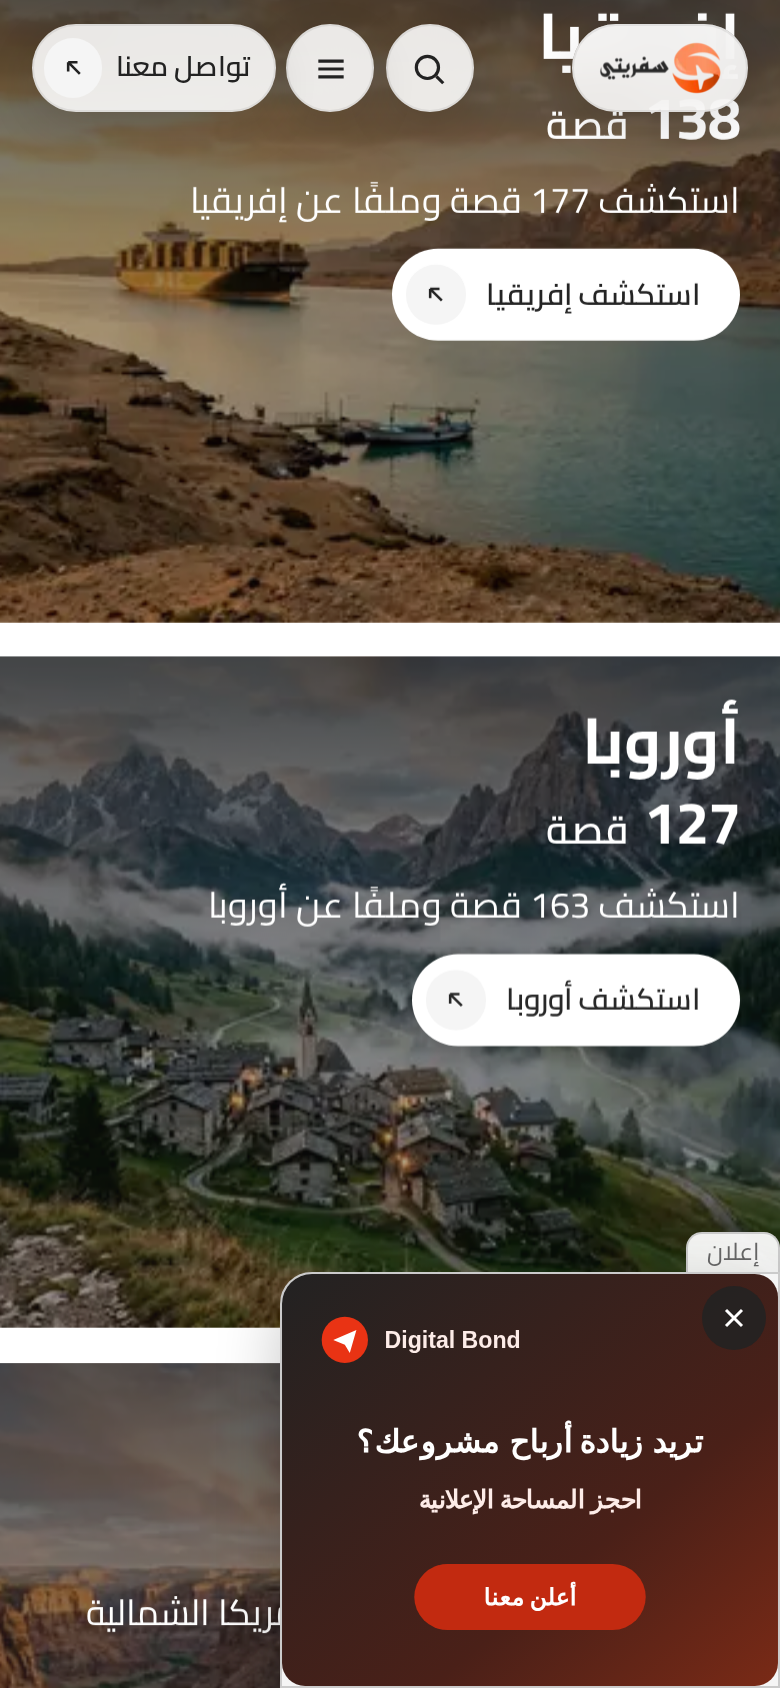 سفريتي
تواصل معنا
138 قصة
استكشف 177 قصة وملفًا عن إفريقيا
استكشف إفريقيا
أوروبا
127 قصة
استكشف 163 قصة وملفًا عن أوروبا
استكشف أوروبا
إعلان
Digital Bond
تريد زيادة أرباح مشروعك؟
احجز المساحة الإعلانية
أعلن معنا
الشمالية